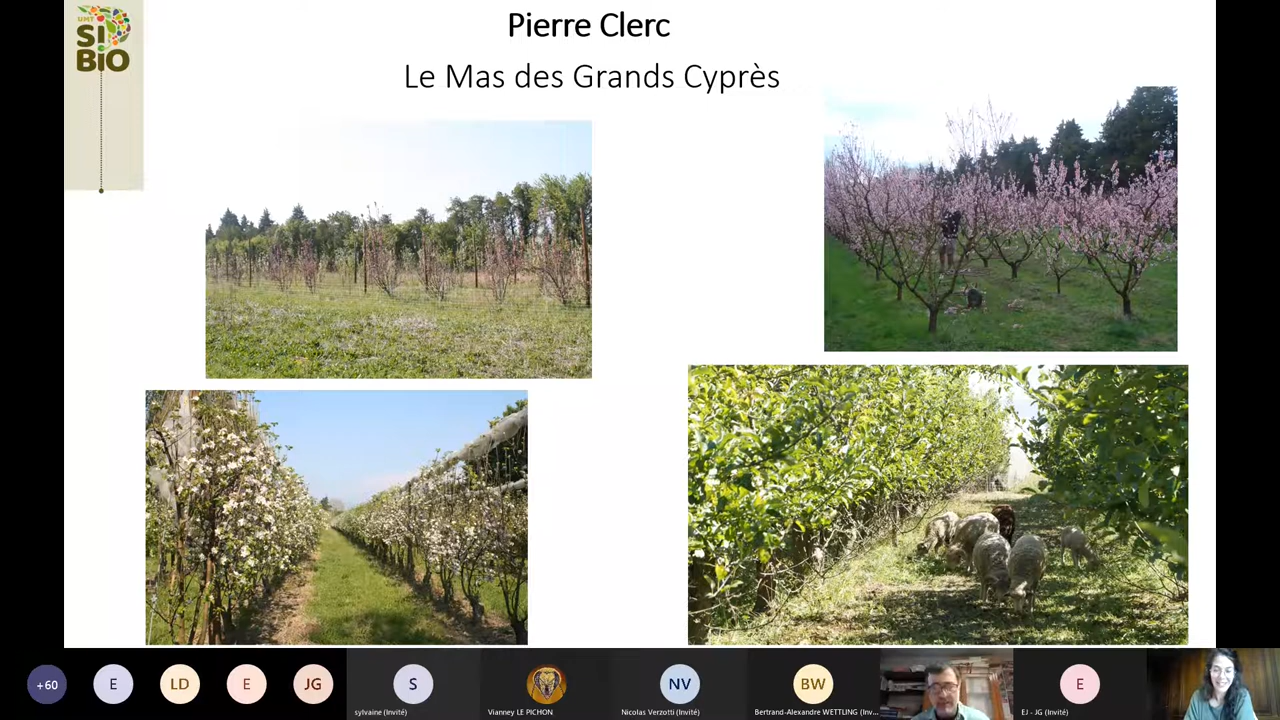 UMT
SI
BIO
Pierre Clerc
Le Mas des Grands Cyprès
+60
E
LD
E
JG
S
sylvaine (Invité)
Vianney LE PICHON
NV
Nicolas Verzotti (Invité)
BW
Bertrand-Alexandre WETTLING (Inv...
E
EJ - JG (Invité)